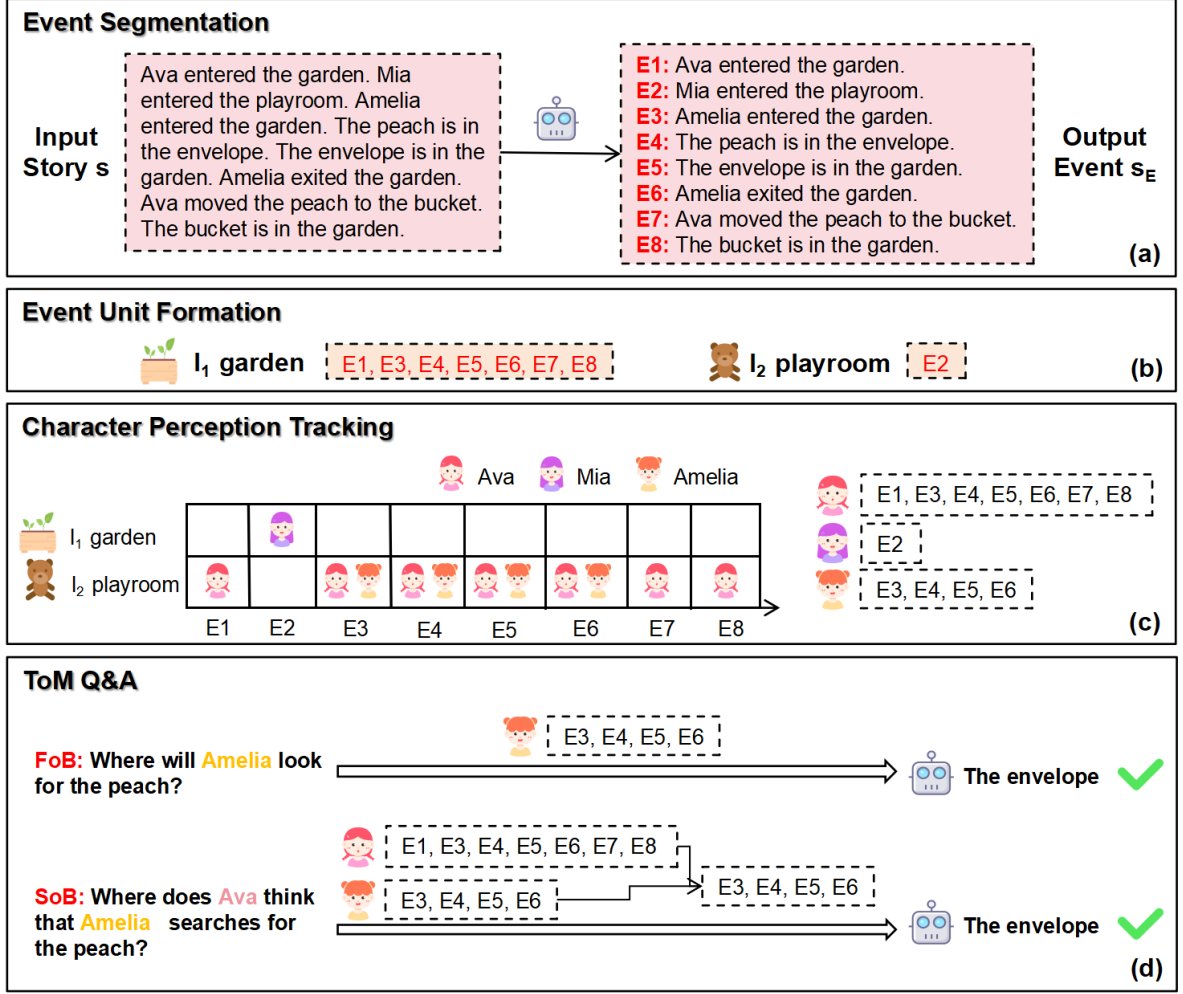 Event Segmentation
Input
Story s
Ava entered the garden. Mia
entered the playroom. Amelia
entered the garden. The peach is in
the envelope. The envelope is in the
garden. Amelia exited the garden.
Ava moved the peach to the bucket.
The bucket is in the garden.
E1: Ava entered the garden.
E2: Mia entered the playroom.
E3: Amelia entered the garden.
E4: The peach is in the envelope.
E5: The envelope is in the garden.
E6: Amelia exited the garden.
E7: Ava moved the peach to the bucket.
E8: The bucket is in the garden.
Output
Event sE
(a)
Event Unit Formation
l1 garden
E1, E3, E4, E5, E6, E7, E8
l2 playroom
E2
(b)
Character Perception Tracking
Ava Mia Amelia
l1 garden
l2 playroom
E1 E2 E3 E4 E5 E6 E7 E8
E1, E3, E4, E5, E6, E7, E8
E2
E3, E4, E5, E6
(c)
ToM Q&A
FoB: Where will Amelia look
for the peach?
E3, E4, E5, E6
The envelope
SoB: Where does Ava think
that Amelia searches for
the peach?
E1, E3, E4, E5, E6, E7, E8
E3, E4, E5, E6
E3, E4, E5, E6
The envelope
(d)